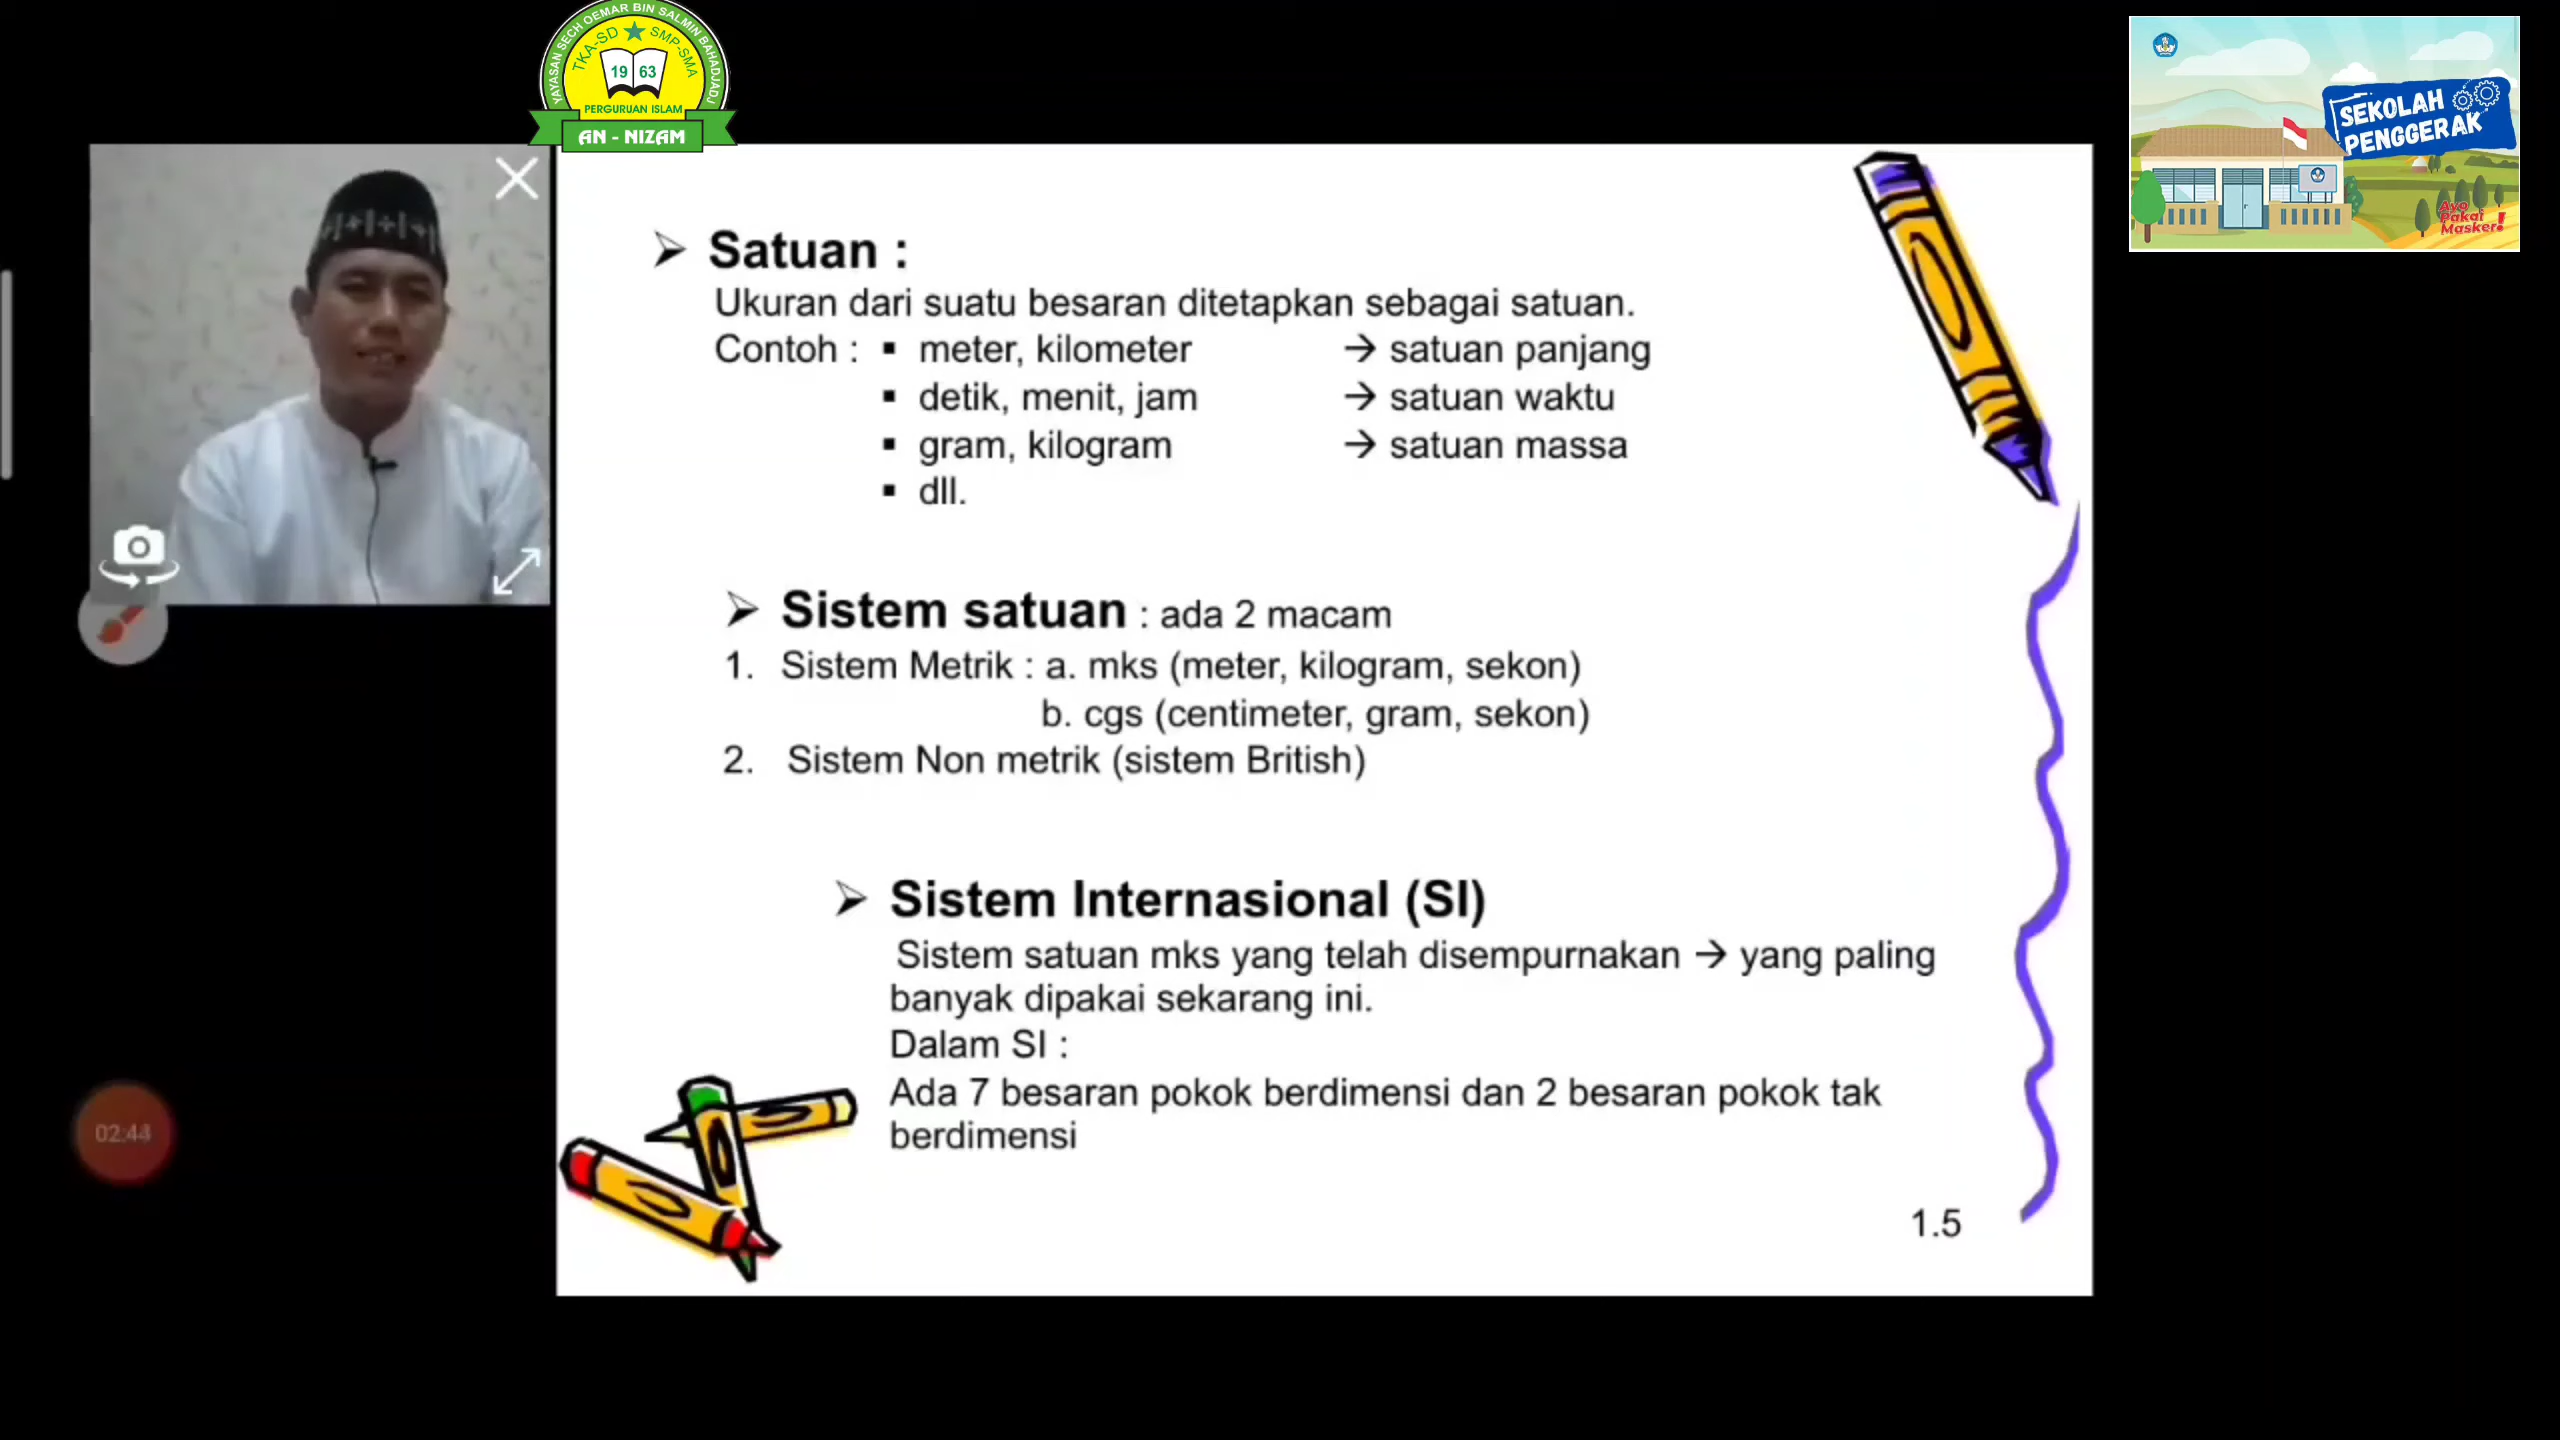 YAYASAN SECH OEMAR BIN SALMIN BAHADJADJ
TKA-SD SMP-SMA
19 63
PERGURUAN ISLAM
AN - NIZAM
SEKOLAH
PENGGERAK
Ayo
Pakai
Masker!
Satuan :
Ukuran dari suatu besaran ditetapkan sebagai satuan.
Contoh : ▪ meter, kilometer → satuan panjang
▪ detik, menit, jam → satuan waktu
▪ gram, kilogram → satuan massa
▪ dll.
Sistem satuan : ada 2 macam
1. Sistem Metrik : a. mks (meter, kilogram, sekon)
b. cgs (centimeter, gram, sekon)
2. Sistem Non metrik (sistem British)
Sistem Internasional (SI)
Sistem satuan mks yang telah disempurnakan → yang paling
banyak dipakai sekarang ini.
Dalam SI :
Ada 7 besaran pokok berdimensi dan 2 besaran pokok tak
berdimensi
1.5
02:44